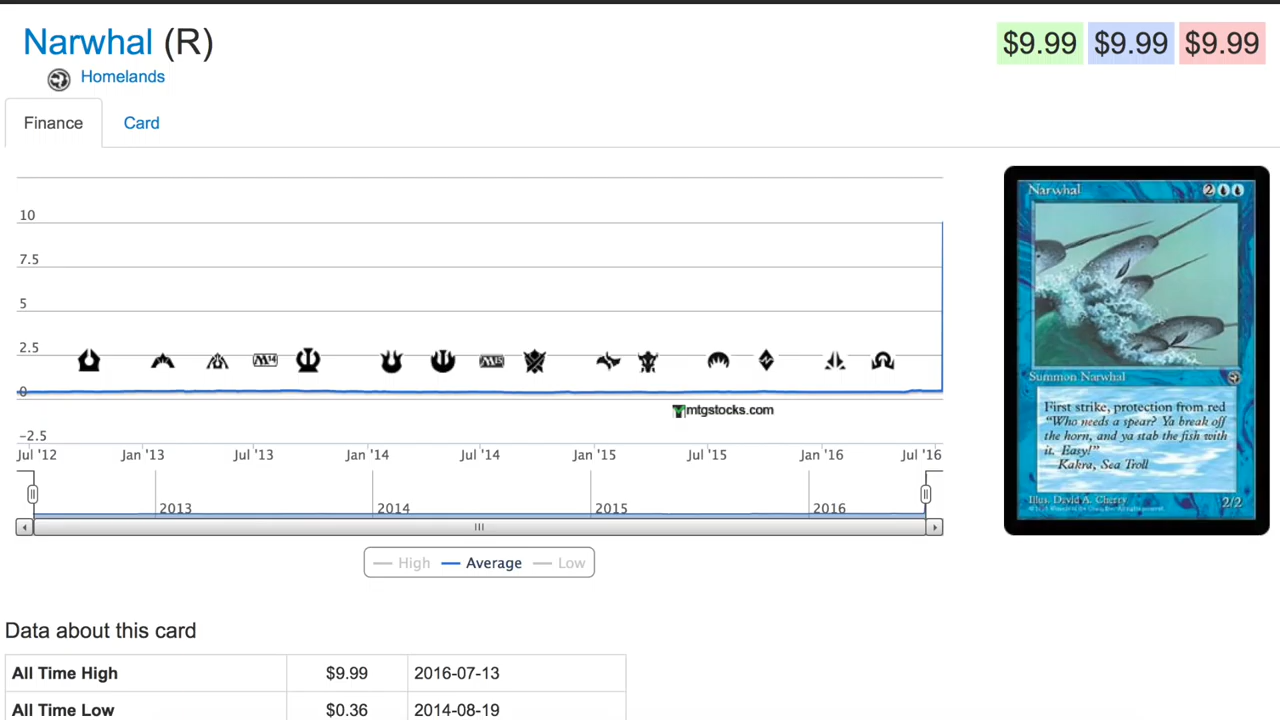 Narwhal (R)
$9.99 $9.99 $9.99
Homelands
Finance Card
10
7.5
5
2.5
0
-2.5
M14
M15
mtgstocks.com
Jul '12 Jan '13 Jul '13 Jan '14 Jul '14 Jan '15 Jul '15 Jan '16 Jul '16
2013 2014 2015 2016
High Average Low
Narwhal 2
Summon Narwhal
First strike, protection from red
"Who needs a spear? Ya break off
the horn, and ya stab the fish with
it. Easy!"
Kakra, Sea Troll
Illus. David A. Cherry
2/2
Data about this card
All Time High $9.99 2016-07-13
All Time Low $0.36 2014-08-19